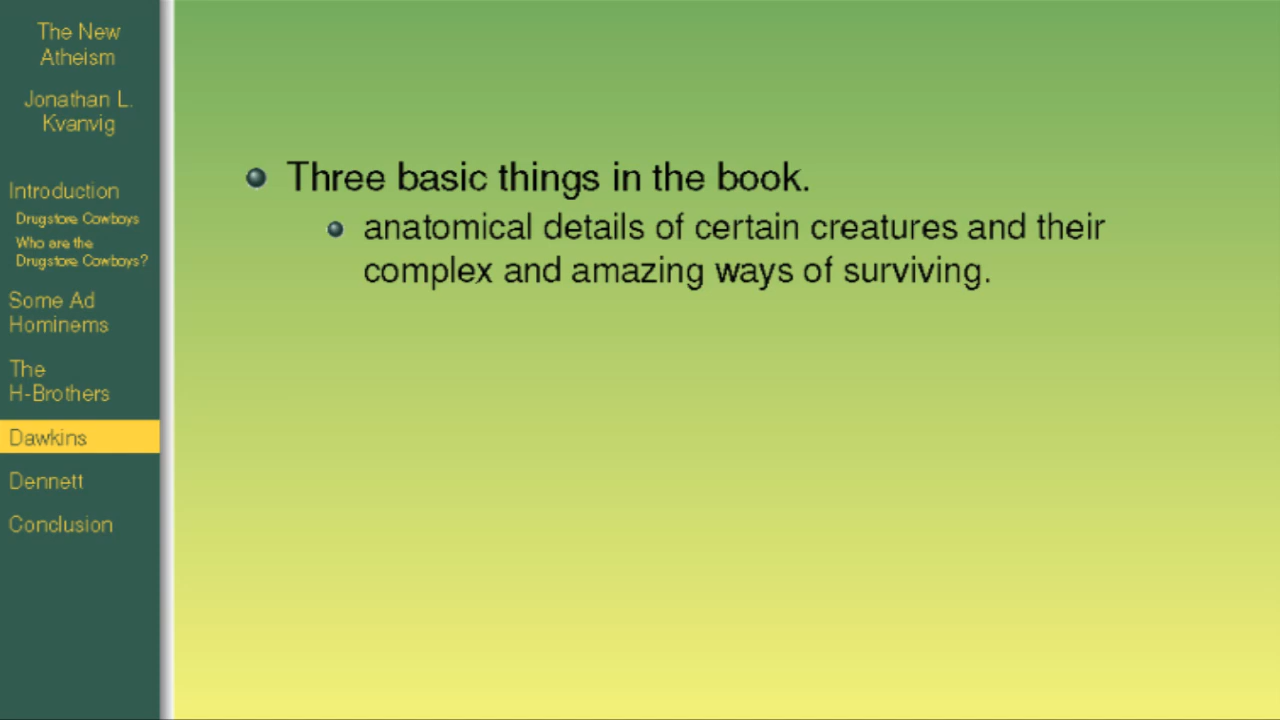 The New
Atheism
Jonathan L.
Kvanvig
Introduction
Drugstore Cowboys
Who are the
Drugstore Cowboys?
Some Ad
Hominems
The
H-Brothers
Dawkins
Dennett
Conclusion
Three basic things in the book.
anatomical details of certain creatures and their
complex and amazing ways of surviving.